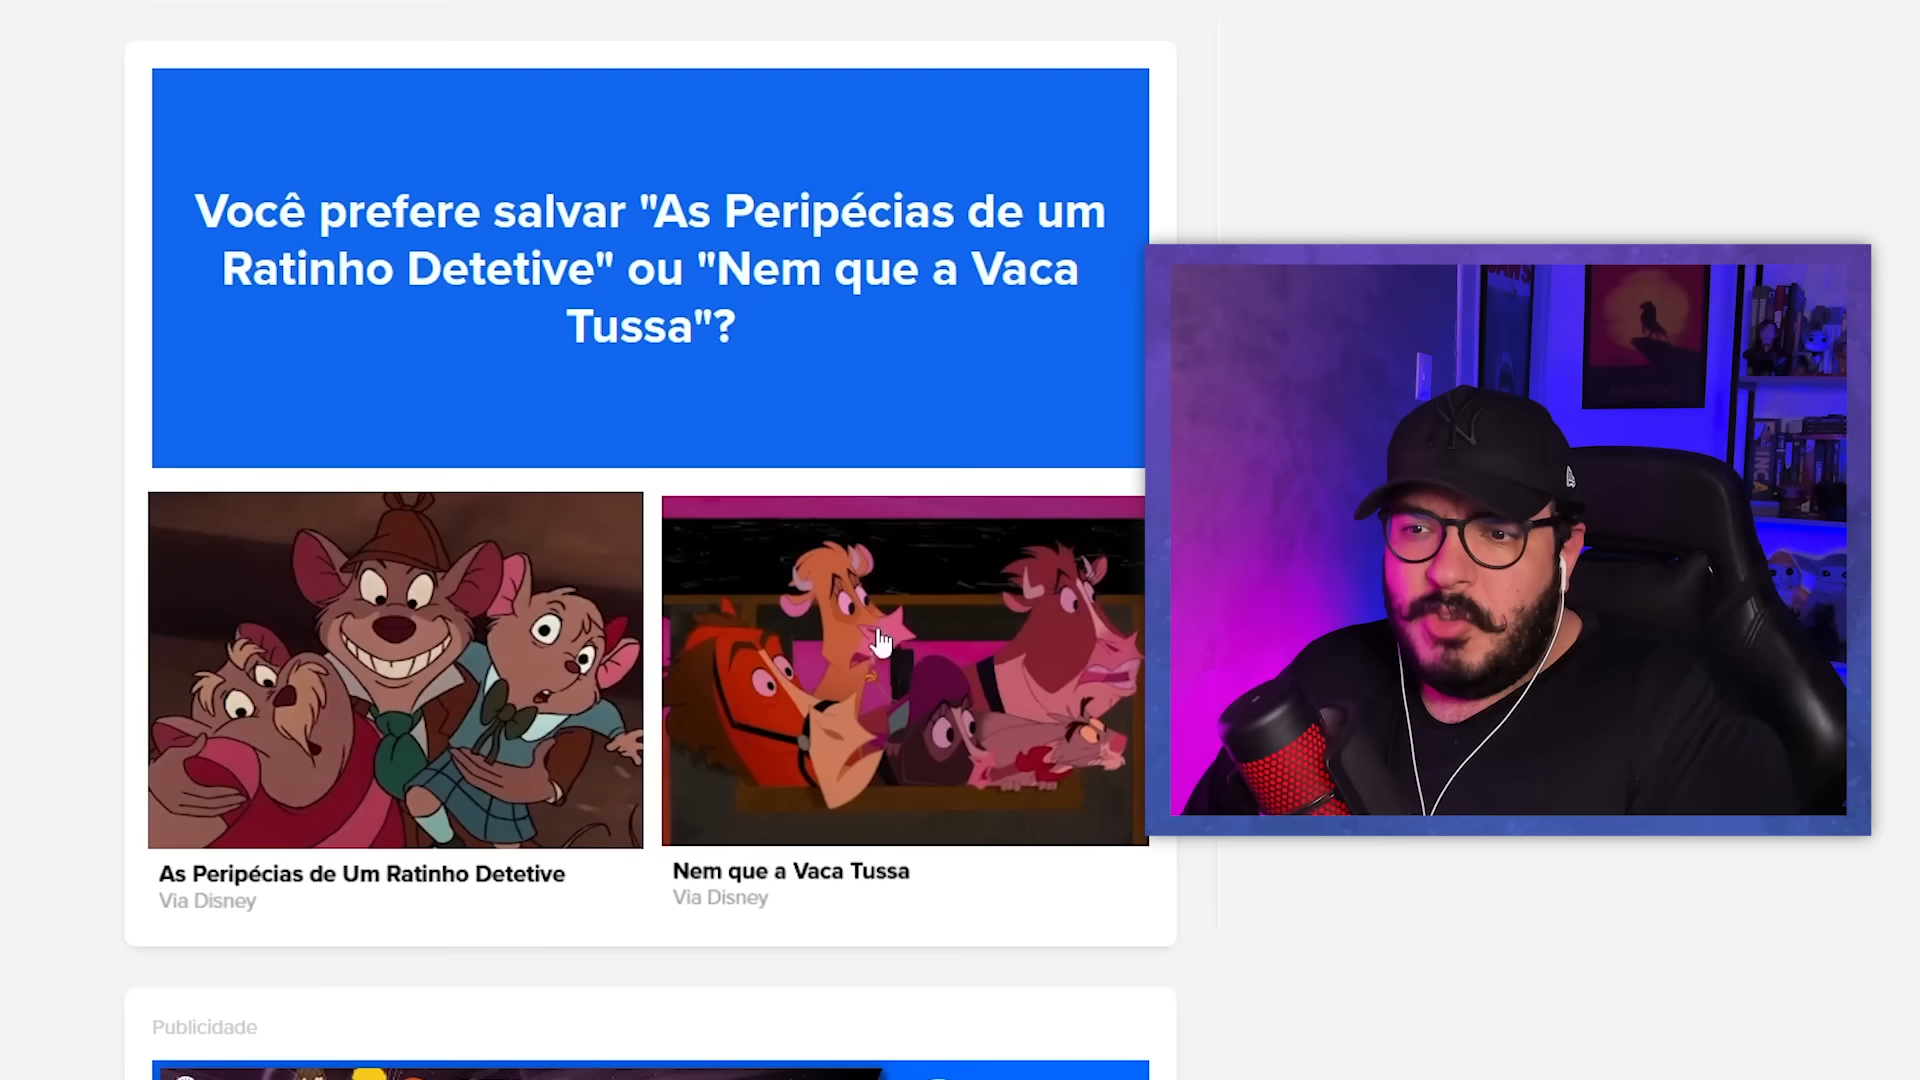 Você prefere salvar "As Peripécias de um
Ratinho Detetive" ou "Nem que a Vaca
Tussa"?
As Peripécias de Um Ratinho Detetive
Via Disney
Nem que a Vaca Tussa
Via Disney
NY
Publicidade